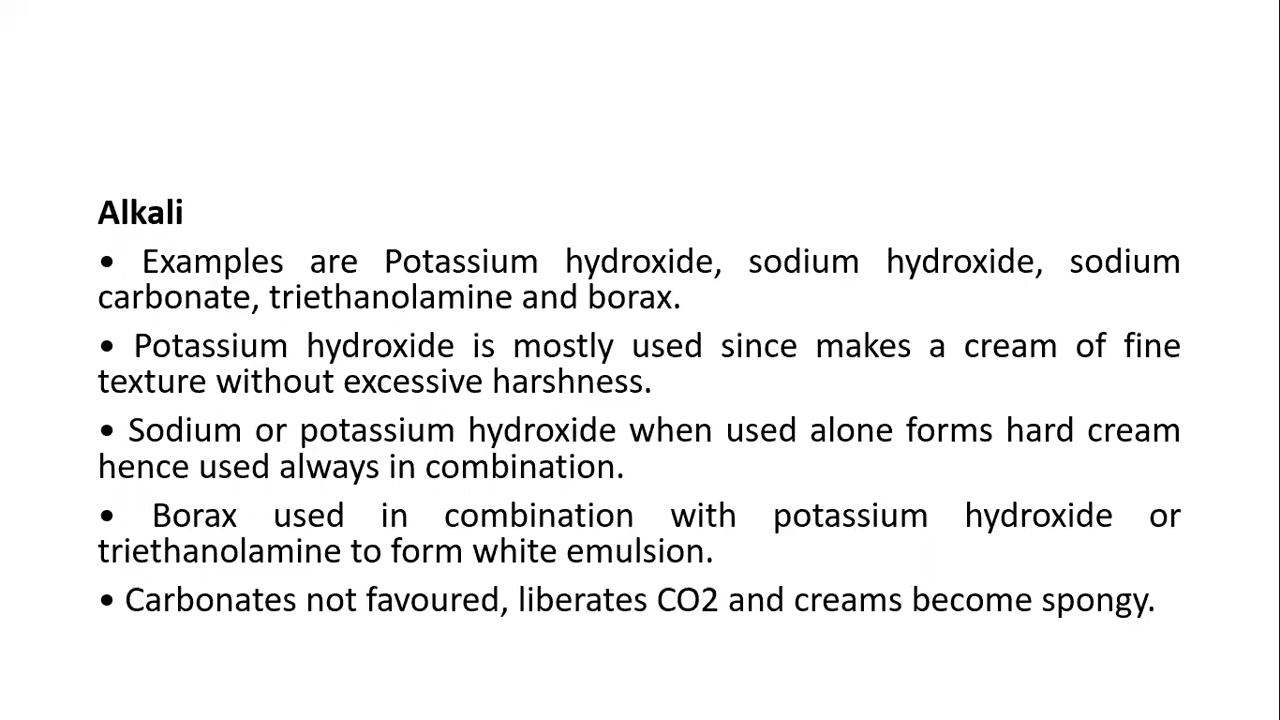 Alkali
• Examples are Potassium hydroxide, sodium hydroxide, sodium
carbonate, triethanolamine and borax.
• Potassium hydroxide is mostly used since makes a cream of fine
texture without excessive harshness.
• Sodium or potassium hydroxide when used alone forms hard cream
hence used always in combination.
• Borax used in combination with potassium hydroxide or
triethanolamine to form white emulsion.
• Carbonates not favoured, liberates CO2 and creams become spongy.